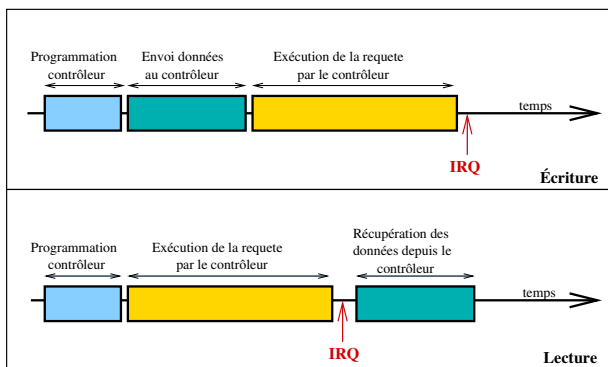 Programmation
contrôleur
Envoi données
au contrôleur
Exécution de la requete
par le contrôleur
temps
IRQ
Écriture
Programmation
contrôleur
Exécution de la requete
par le contrôleur
Récupération des
données depuis le
contrôleur
temps
IRQ
Lecture